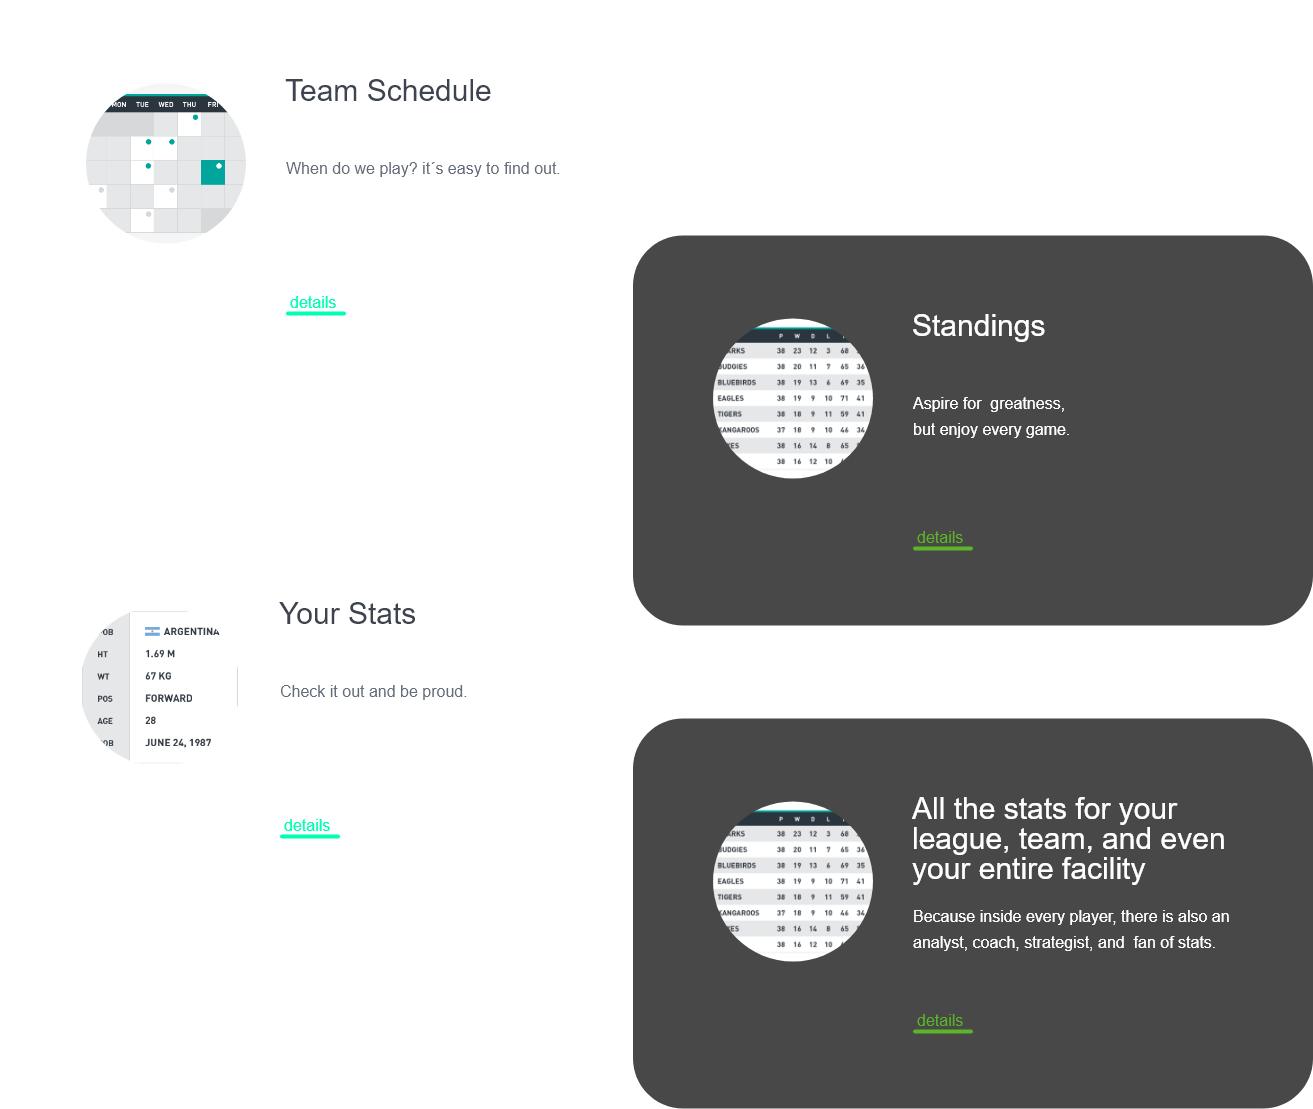 Team Schedule
MON TUE WED THU FRI
When do we play? it´s easy to find out.
details
Standings
P W D L
38 23 12 3 68
BUDGIES 38 20 11 7 65 36
BLUEBIRDS 38 19 13 6 69 35
EAGLES 38 19 9 10 71 41
TIGERS 38 18 9 11 59 41
KANGAROOS 37 18 9 10 46 34
38 16 14 8 65
38 16 12 10
Aspire for  greatness,
but enjoy every game.
details
Your Stats
ARGENTINA
HT 1.69 M
WT 67 KG
POS FORWARD
AGE 28
JUNE 24, 1987
Check it out and be proud.
details
All the stats for your
league, team, and even
your entire facility
P W D L
38 23 12 3 68
BUDGIES 38 20 11 7 65 36
BLUEBIRDS 38 19 13 6 69 35
EAGLES 38 19 9 10 71 41
TIGERS 38 18 9 11 59 41
KANGAROOS 37 18 9 10 46 34
38 16 14 8 65
38 16 12 10
Because inside every player, there is also an
analyst, coach, strategist, and  fan of stats.
details